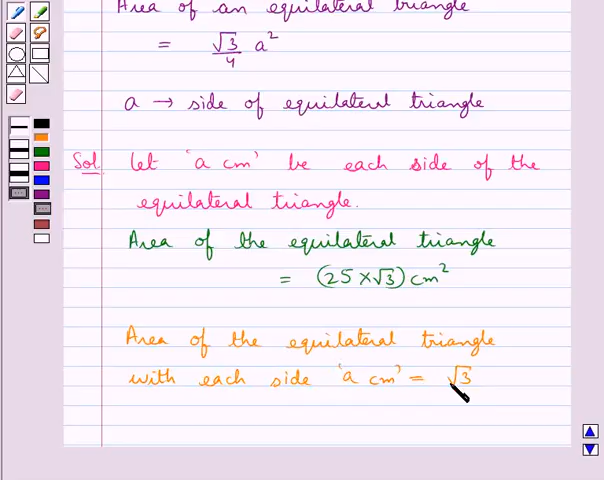 Area of an equilateral triangle
= √3/4 a²
a → side of equilateral triangle
Sol. Let 'a cm' be each side of the
equilateral triangle.
Area of the equilateral triangle
= (25 × √3) cm²
Area of the equilateral triangle
with each side 'a cm' = √3